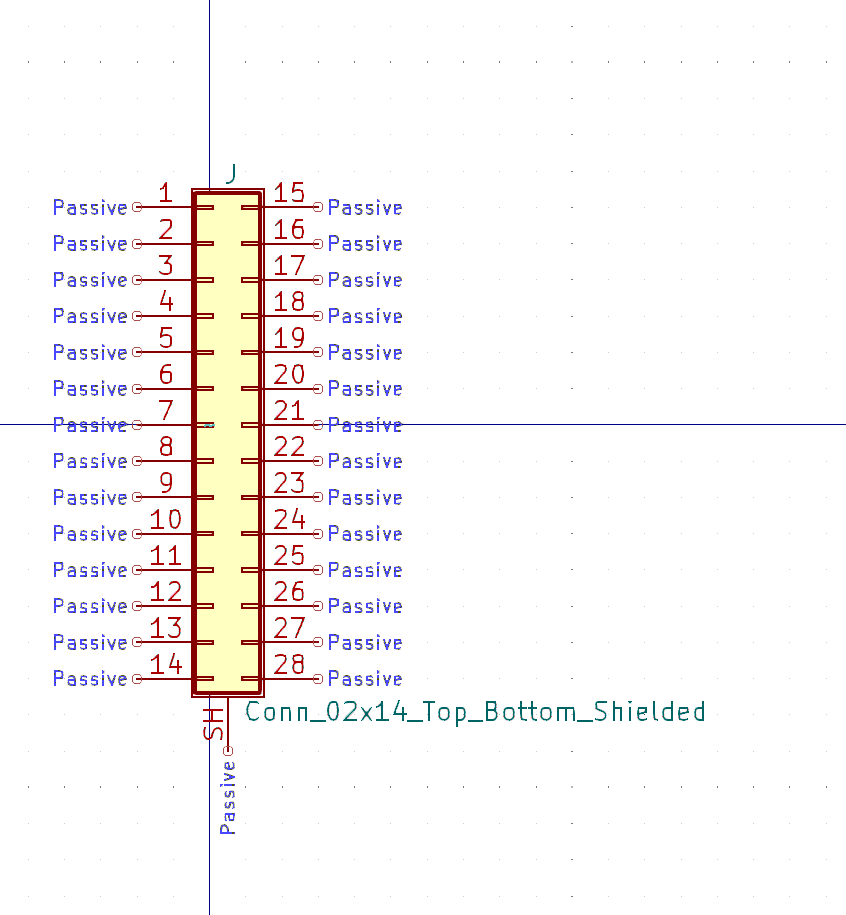 J
Passive 1 15 Passive
Passive 2 16 Passive
Passive 3 17 Passive
Passive 4 18 Passive
Passive 5 19 Passive
Passive 6 20 Passive
Passive 7 21 Passive
Passive 8 22 Passive
Passive 9 23 Passive
Passive 10 24 Passive
Passive 11 25 Passive
Passive 12 26 Passive
Passive 13 27 Passive
Passive 14 28 Passive
SH
Conn_02x14_Top_Bottom_Shielded
Passive